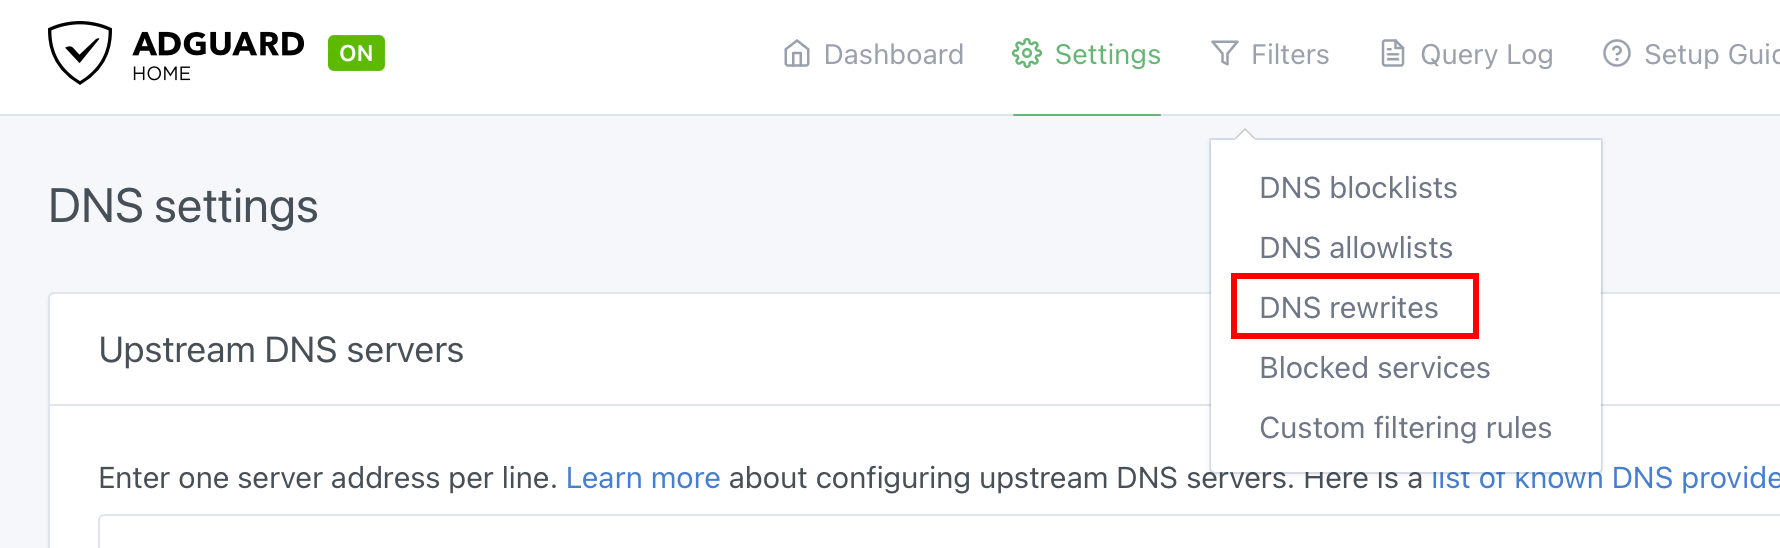 ADGUARD
HOME
ON
Dashboard
Settings
Filters
Query Log
Setup
DNS blocklists
DNS allowlists
DNS rewrites
Blocked services
Custom filtering rules
DNS settings
Upstream DNS servers
Enter one server address per line. Learn more about configuring upstream DNS servers. Here is a list of known DNS